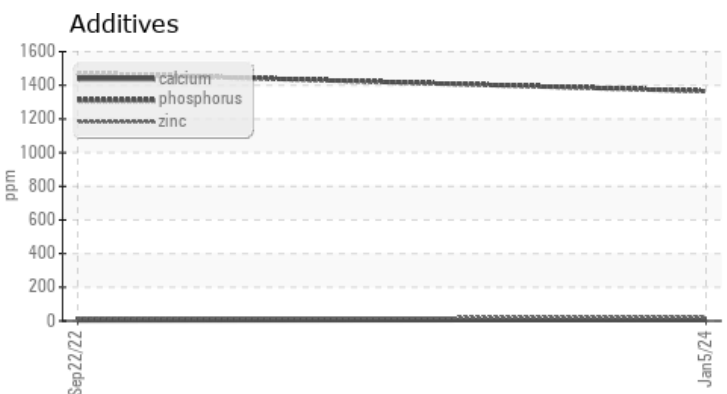 Additives
1600
1400
1200
1000
800
600
400
200
0
ppm
calcium
phosphorus
zinc
Sep22/22
Jan5/24